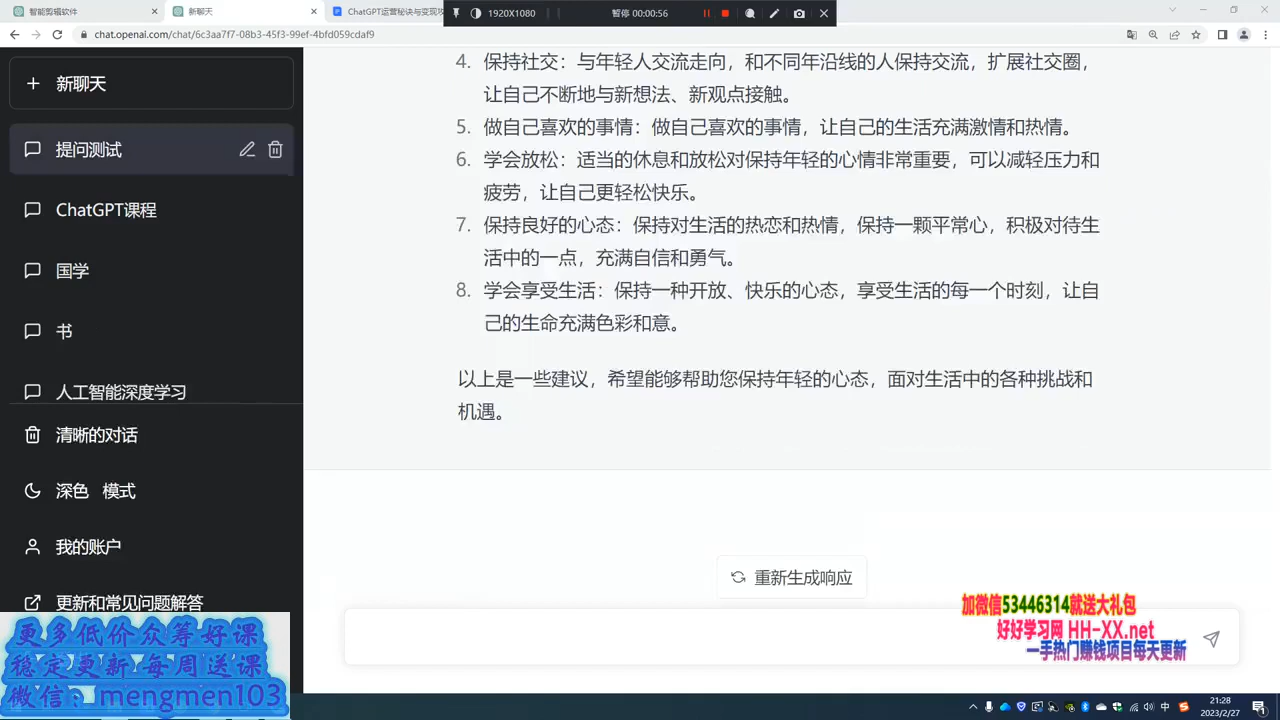 智能剪辑软件
新聊天
ChatGPT运营秘诀与变现攻
1920X1080
暂停 00:00:56
chat.openai.com/chat/6c3aa7f7-08b3-45f3-99ef-4bfd059cdaf9
新聊天
提问测试
ChatGPT课程
国学
书
人工智能深度学习
清晰的对话
深色 模式
我的账户
更新和常见问题解答
4. 保持社交：与年轻人交流走向，和不同年沿线的人保持交流，扩展社交圈，
让自己不断地与新想法、新观点接触。
5. 做自己喜欢的事情：做自己喜欢的事情，让自己的生活充满激情和热情。
6. 学会放松：适当的休息和放松对保持年轻的心情非常重要，可以减轻压力和
疲劳，让自己更轻松快乐。
7. 保持良好的心态：保持对生活的热恋和热情，保持一颗平常心，积极对待生
活中的一点，充满自信和勇气。
8. 学会享受生活：保持一种开放、快乐的心态，享受生活的每一个时刻，让自
己的生命充满色彩和意。
以上是一些建议，希望能够帮助您保持年轻的心态，面对生活中的各种挑战和
机遇。
重新生成响应
加微信53446314就送大礼包
好好学习网 HH-XX.net
一手热门赚钱项目每天更新
更多低价众筹好课
稳定更新 每周送课
微信：mengmen103
中
21:28
2023/2/27